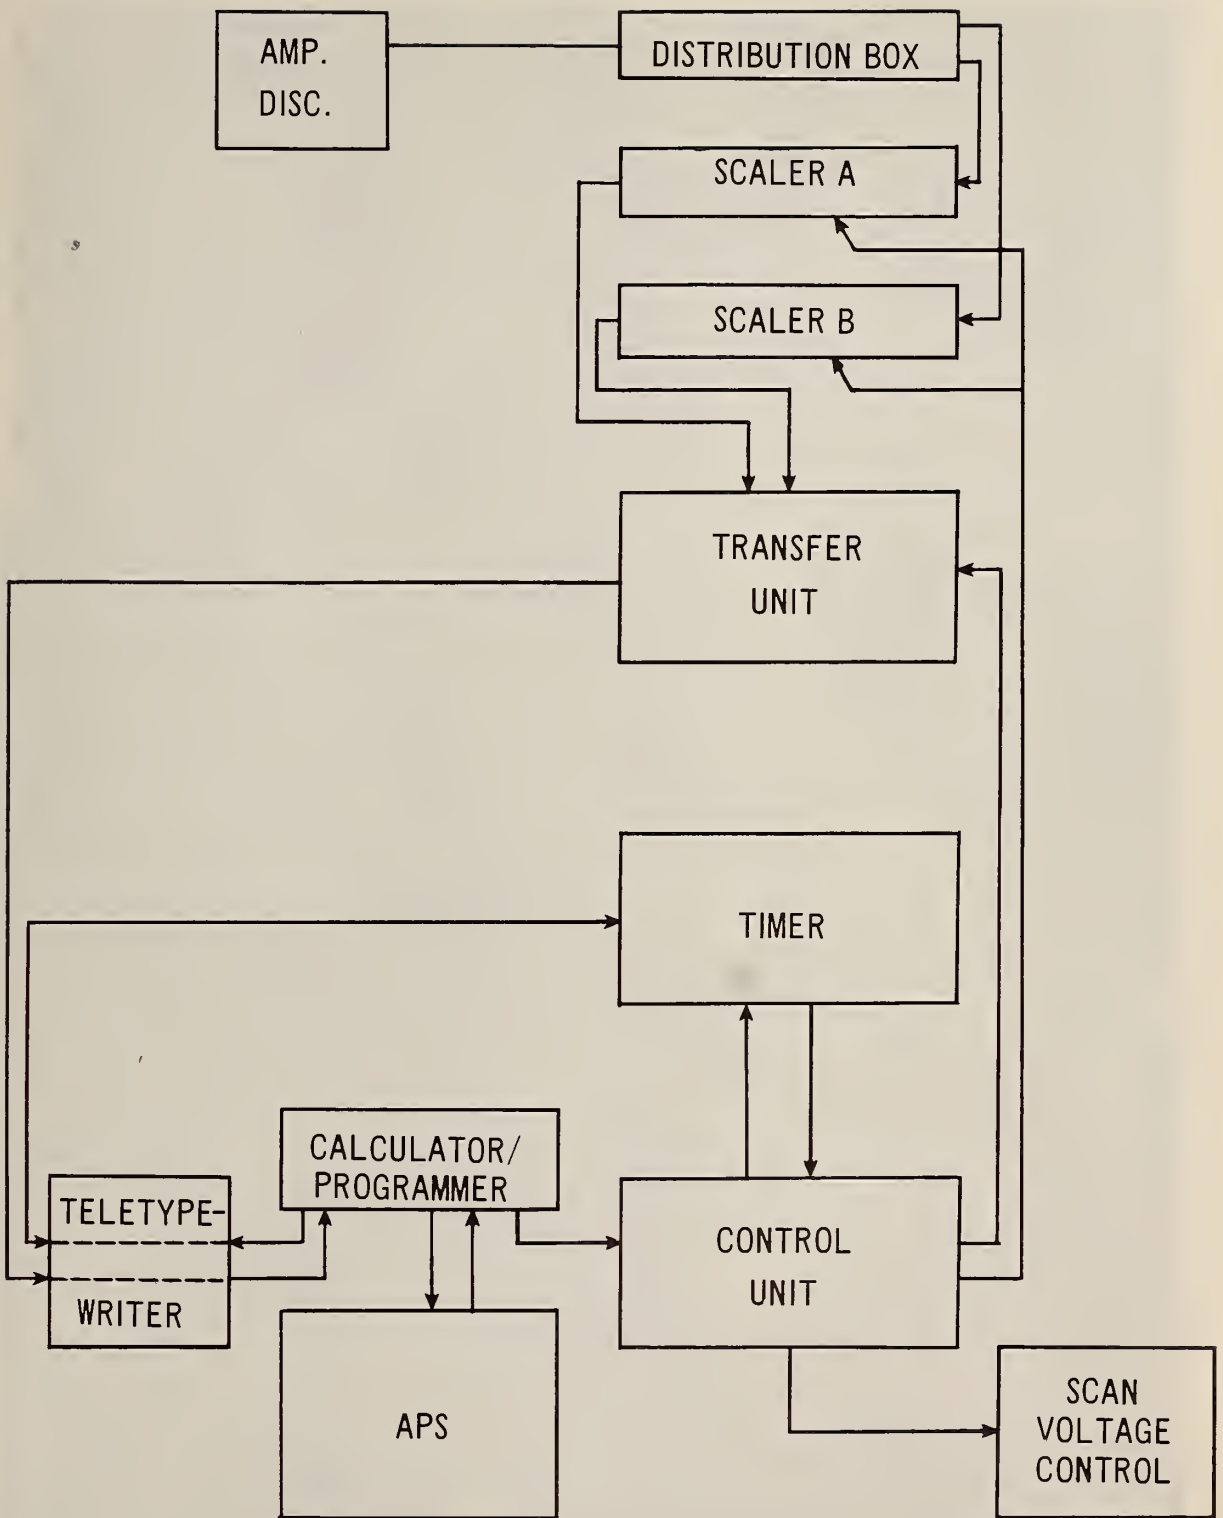 AMP.
DISC.
DISTRIBUTION BOX
SCALER A
SCALER B
TRANSFER
UNIT
TIMER
CALCULATOR/
PROGRAMMER
TELETYPE-
WRITER
CONTROL
UNIT
APS
SCAN
VOLTAGE
CONTROL